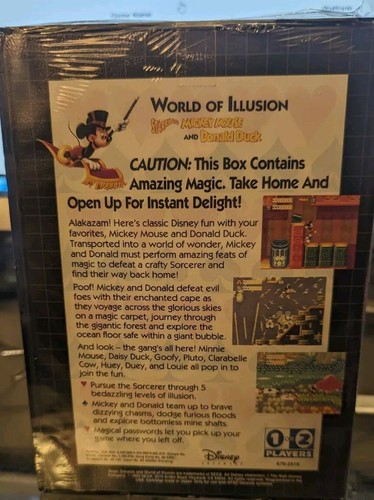 WORLD OF ILLUSION
STARRING MICKEY MOUSE
AND Donald Duck
CAUTION: This Box Contains
Amazing Magic. Take Home And
Open Up For Instant Delight!
Alakazam! Here's classic Disney fun with your
favorites, Mickey Mouse and Donald Duck.
Transported into a world of wonder, Mickey
and Donald must perform amazing feats of
magic to defeat a crafty Sorcerer and
find their way back home!
Poof! Mickey and Donald defeat evil
foes with their enchanted cape as
they voyage across the glorious skies
on a magic carpet, journey through
the gigantic forest and explore the
ocean floor safe within a giant bubble.
And look – the gang's all here! Minnie
Mouse, Daisy Duck, Goofy, Pluto, Clarabelle
Cow, Huey, Duey, and Louie all pop in to
join the fun.
♥ Pursue the Sorcerer through 5
bedazzling levels of illusion.
♠ Mickey and Donald team up to brave
dizzying chasms, dodge furious floods
and explore bottomless mine shafts.
♥ Magical passwords let you pick up your
game where you left off.
1 OR 2
PLAYERS
Disney